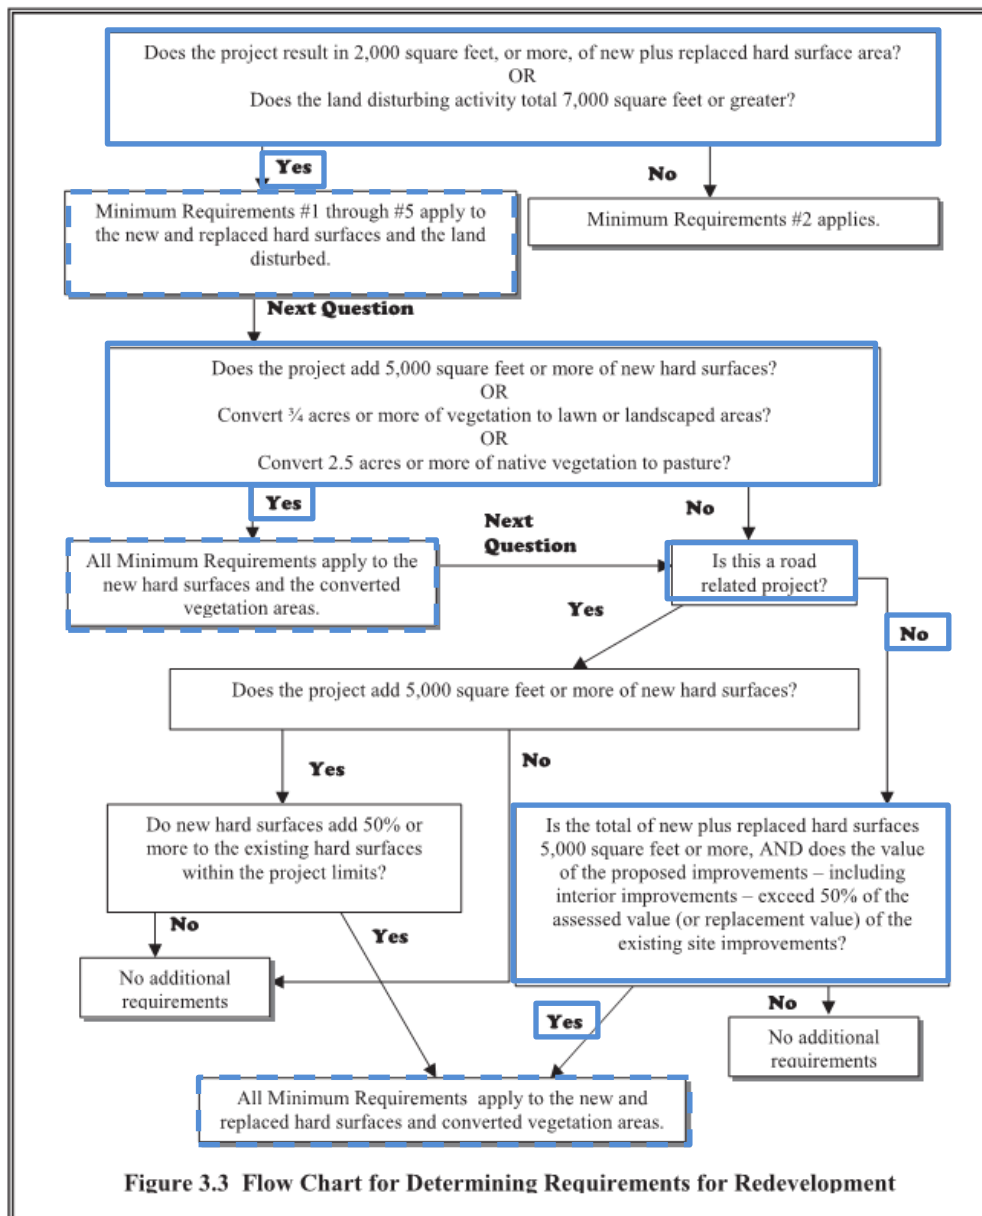 Does the project result in 2,000 square feet, or more, of new plus replaced hard surface area?
OR
Does the land disturbing activity total 7,000 square feet or greater?
Yes
No
Minimum Requirements #1 through #5 apply to
the new and replaced hard surfaces and the land
disturbed.
Minimum Requirements #2 applies.
Next Question
Does the project add 5,000 square feet or more of new hard surfaces?
OR
Convert ¾ acres or more of vegetation to lawn or landscaped areas?
OR
Convert 2.5 acres or more of native vegetation to pasture?
Yes
No
Next
Question
All Minimum Requirements apply to the
new hard surfaces and the converted
vegetation areas.
Is this a road
related project?
Yes
No
Does the project add 5,000 square feet or more of new hard surfaces?
Yes
No
Do new hard surfaces add 50% or
more to the existing hard surfaces
within the project limits?
Is the total of new plus replaced hard surfaces
5,000 square feet or more, AND does the value
of the proposed improvements – including
interior improvements – exceed 50% of the
assessed value (or replacement value) of the
existing site improvements?
No
Yes
No additional
requirements
Yes
No
No additional
requirements
All Minimum Requirements apply to the new and
replaced hard surfaces and converted vegetation areas.
Figure 3.3 Flow Chart for Determining Requirements for Redevelopment